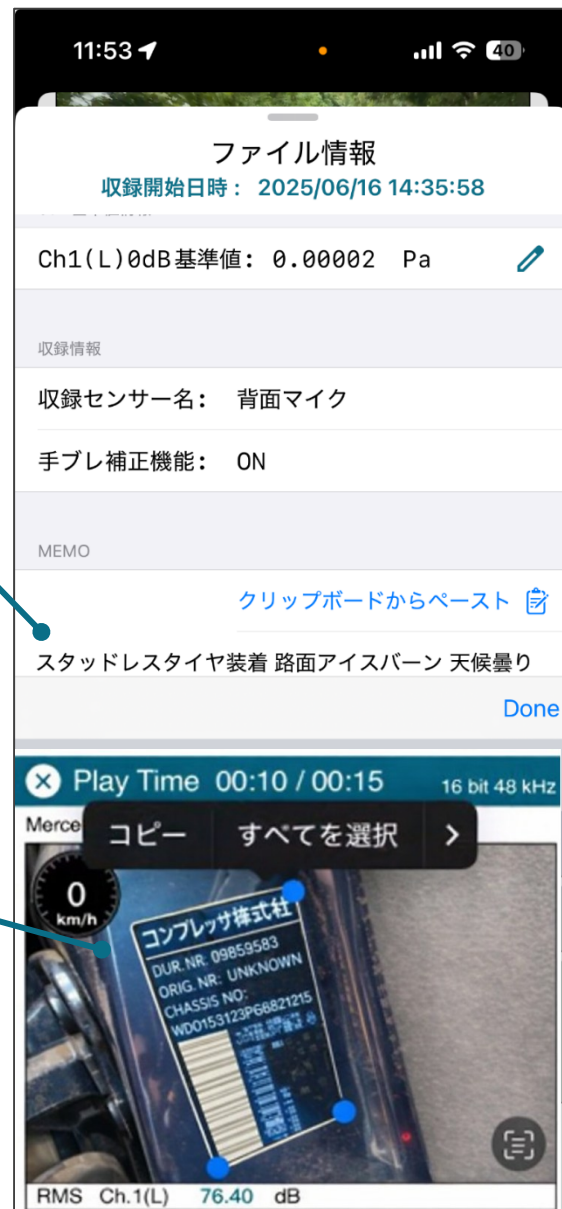 11:53
40
ファイル情報
収録開始日時： 2025/06/16 14:35:58
Ch1(L)0dB基準値: 0.00002 Pa
収録情報
収録センサー名: 背面マイク
手ブレ補正機能: ON
MEMO
クリップボードからペースト
スタッドレスタイヤ装着 路面アイスバーン 天候曇り
Done
Play Time 00:10 / 00:15 16 bit 48 kHz
Merce
コピー すべてを選択
0
km/h
コンプレッサ株式社
DUR.NR: 09859583
ORIG. NR: UNKNOWN
CHASSIS NO:
WD0153123PG6821215
RMS Ch.1(L) 76.40 dB